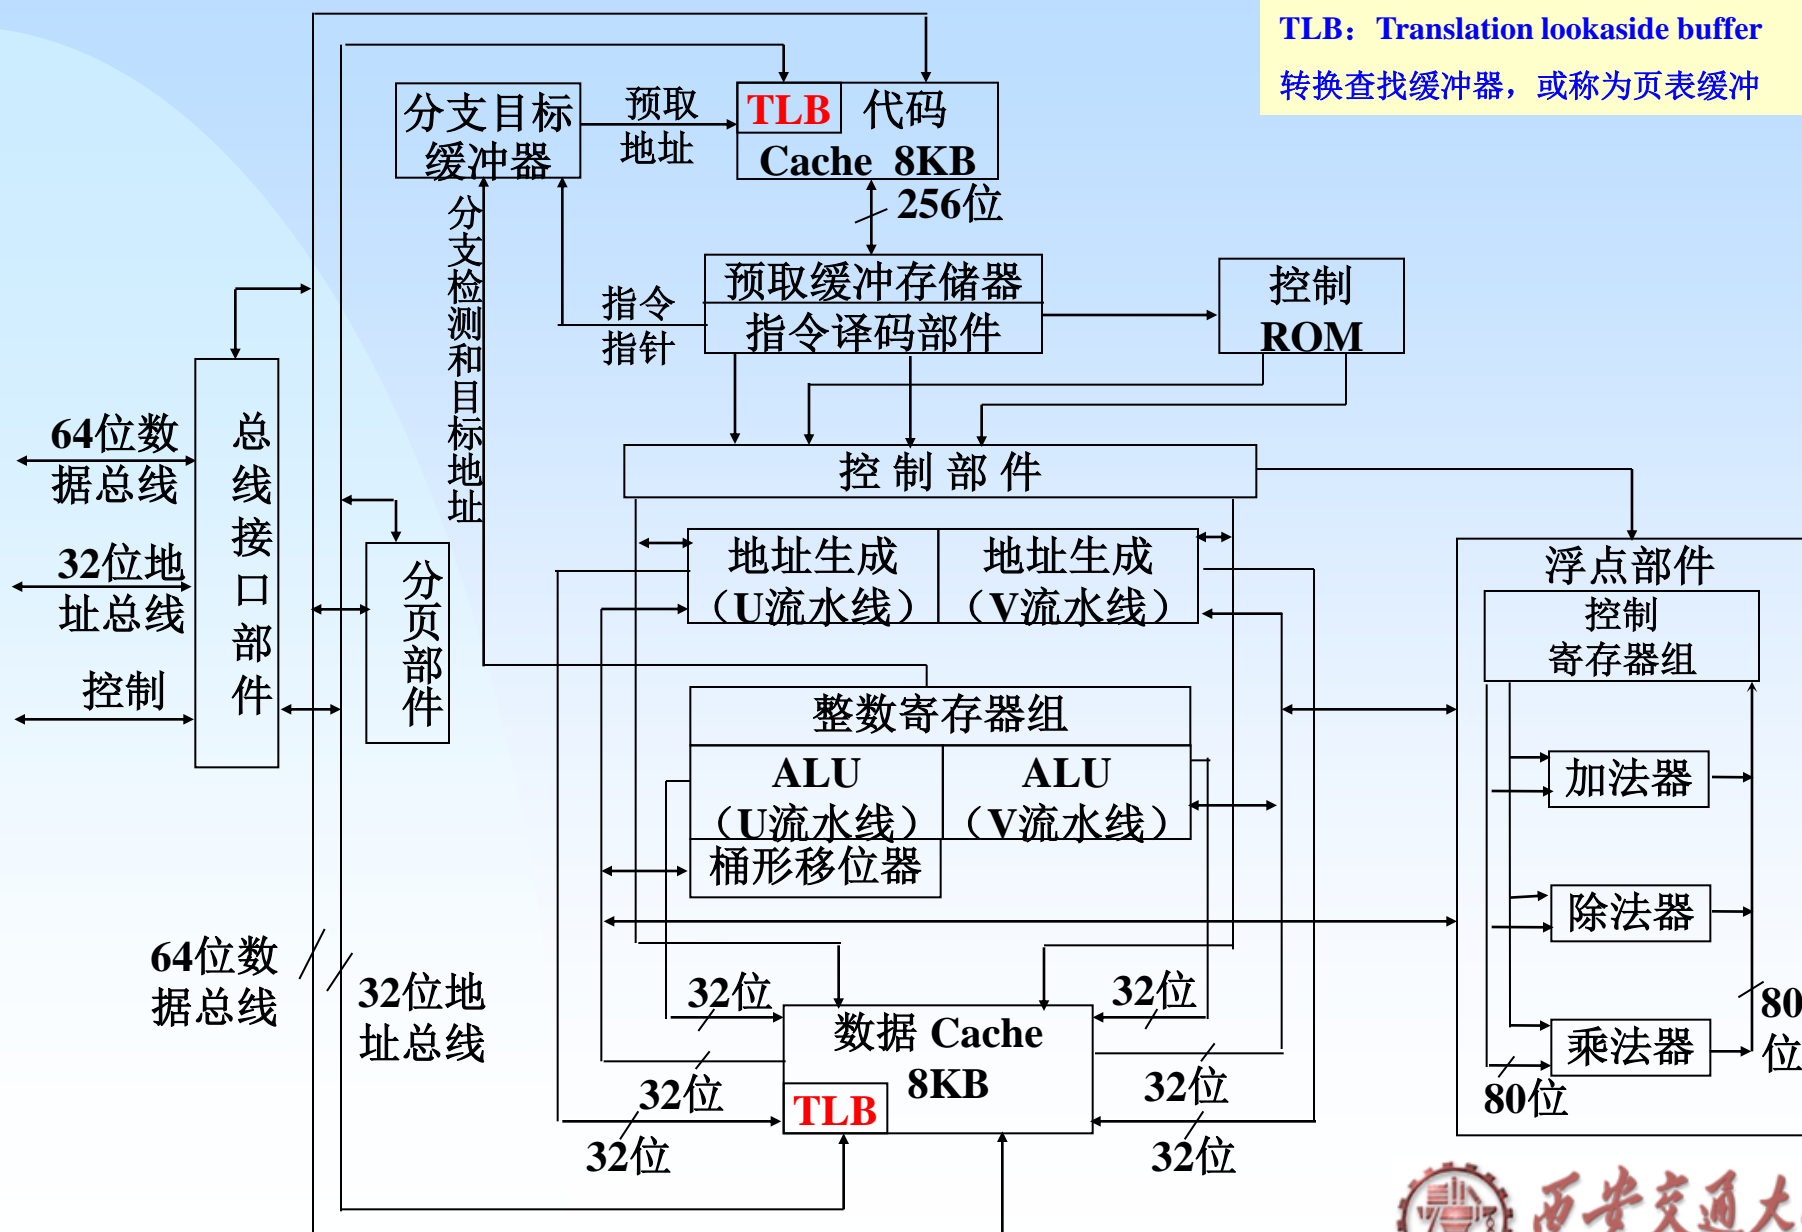 TLB：Translation lookaside buffer
转换查找缓冲器，或称为页表缓冲
分支目标
缓冲器
预取
地址
TLB 代码
Cache 8KB
256位
分支检测和目标地址
指令
指针
预取缓冲存储器
指令译码部件
控制
ROM
64位数
据总线
32位地
址总线
控制
总线接口部件
分页部件
控制部件
地址生成
（U流水线）
地址生成
（V流水线）
整数寄存器组
ALU
（U流水线）
ALU
（V流水线）
桶形移位器
浮点部件
控制
寄存器组
加法器
除法器
乘法器
80位
80
位
64位数
据总线
32位地
址总线
32位
32位
32位
32位
32位
32位
数据 Cache
8KB
TLB
西安交通大